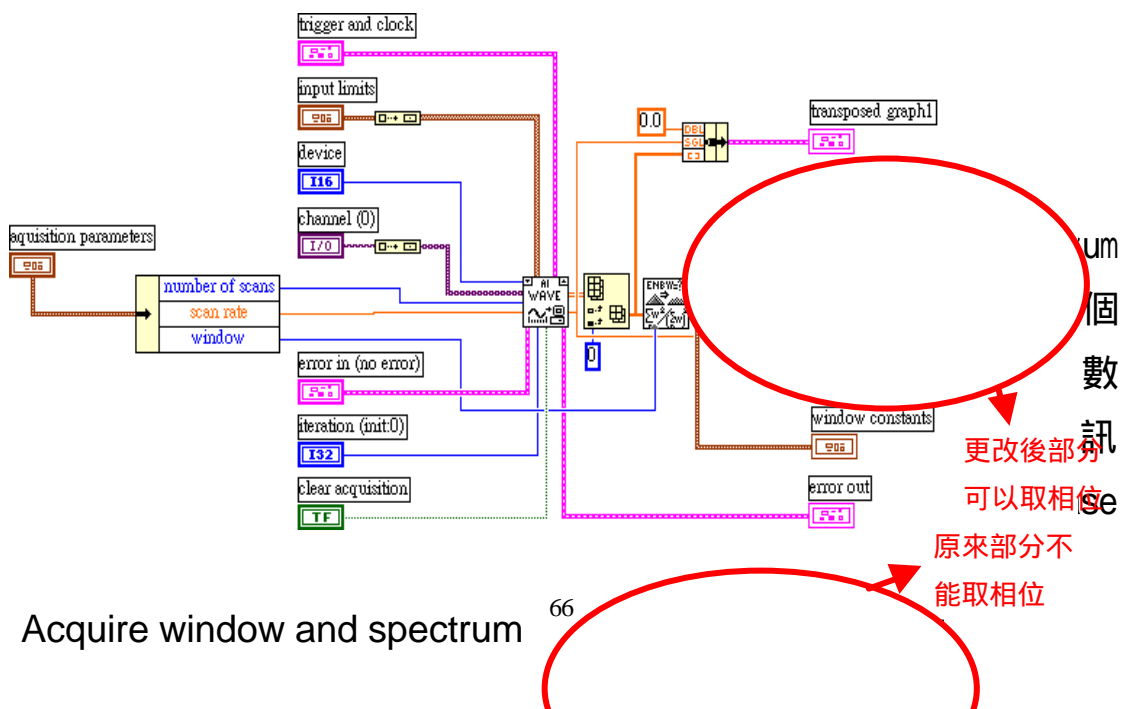 trigger and clock
input limits
0.0
DBL
SGL
transposed graph1
device
I16
channel (0)
I/O
aquisition parameters
number of scans
scan rate
window
AI
WAVE
ENBW=?
0
um
個
數
訊
se
error in (no error)
window constants
更改後部分
可以取相位
iteration (init:0)
I32
clear acquisition
TF
error out
原來部分不
能取相位
66
Acquire window and spectrum